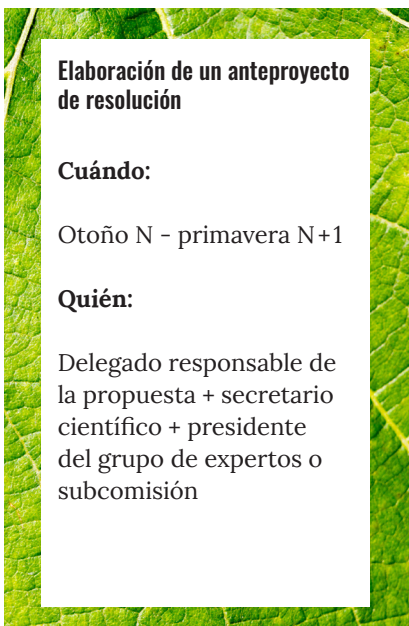 Elaboración de un anteproyecto
de resolución
Cuándo:
Otoño N - primavera N+1
Quién:
Delegado responsable de
la propuesta + secretario
científico + presidente
del grupo de expertos o
subcomisión